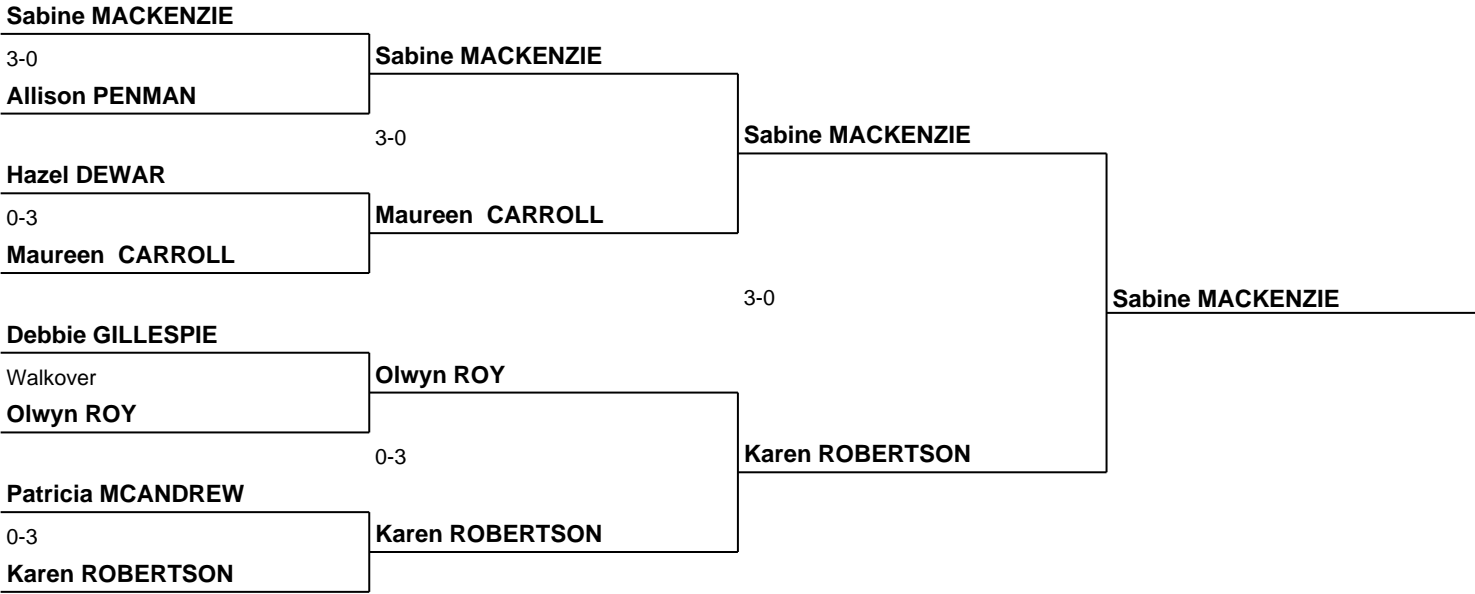 Sabine MACKENZIE
3-0
Allison PENMAN
Hazel DEWAR
0-3
Maureen  CARROLL
Debbie GILLESPIE
Walkover
Olwyn ROY
Patricia MCANDREW
0-3
Karen ROBERTSON
Sabine MACKENZIE
3-0
Maureen  CARROLL
Olwyn ROY
0-3
Karen ROBERTSON
Sabine MACKENZIE
3-0
Karen ROBERTSON
Sabine MACKENZIE